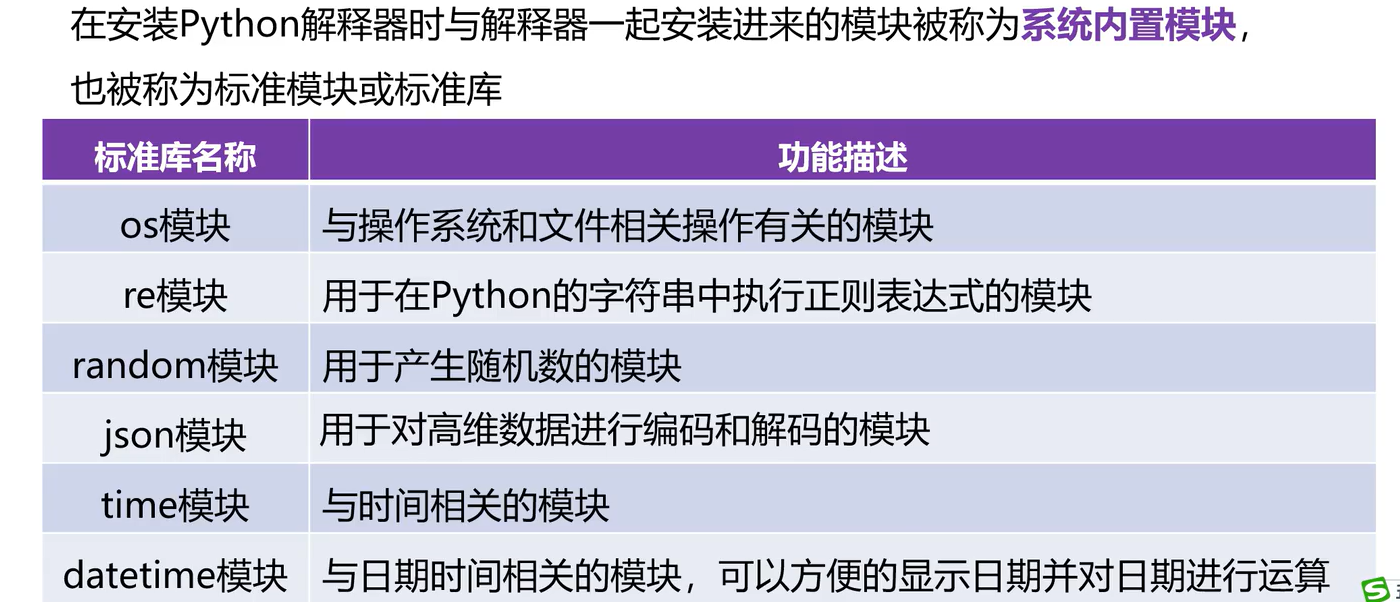 在安装Python解释器时与解释器一起安装进来的模块被称为系统内置模块，
也被称为标准模块或标准库
标准库名称 功能描述
os模块 与操作系统和文件相关操作有关的模块
re模块 用于在Python的字符串中执行正则表达式的模块
random模块 用于产生随机数的模块
json模块 用于对高维数据进行编码和解码的模块
time模块 与时间相关的模块
datetime模块 与日期时间相关的模块，可以方便的显示日期并对日期进行运算